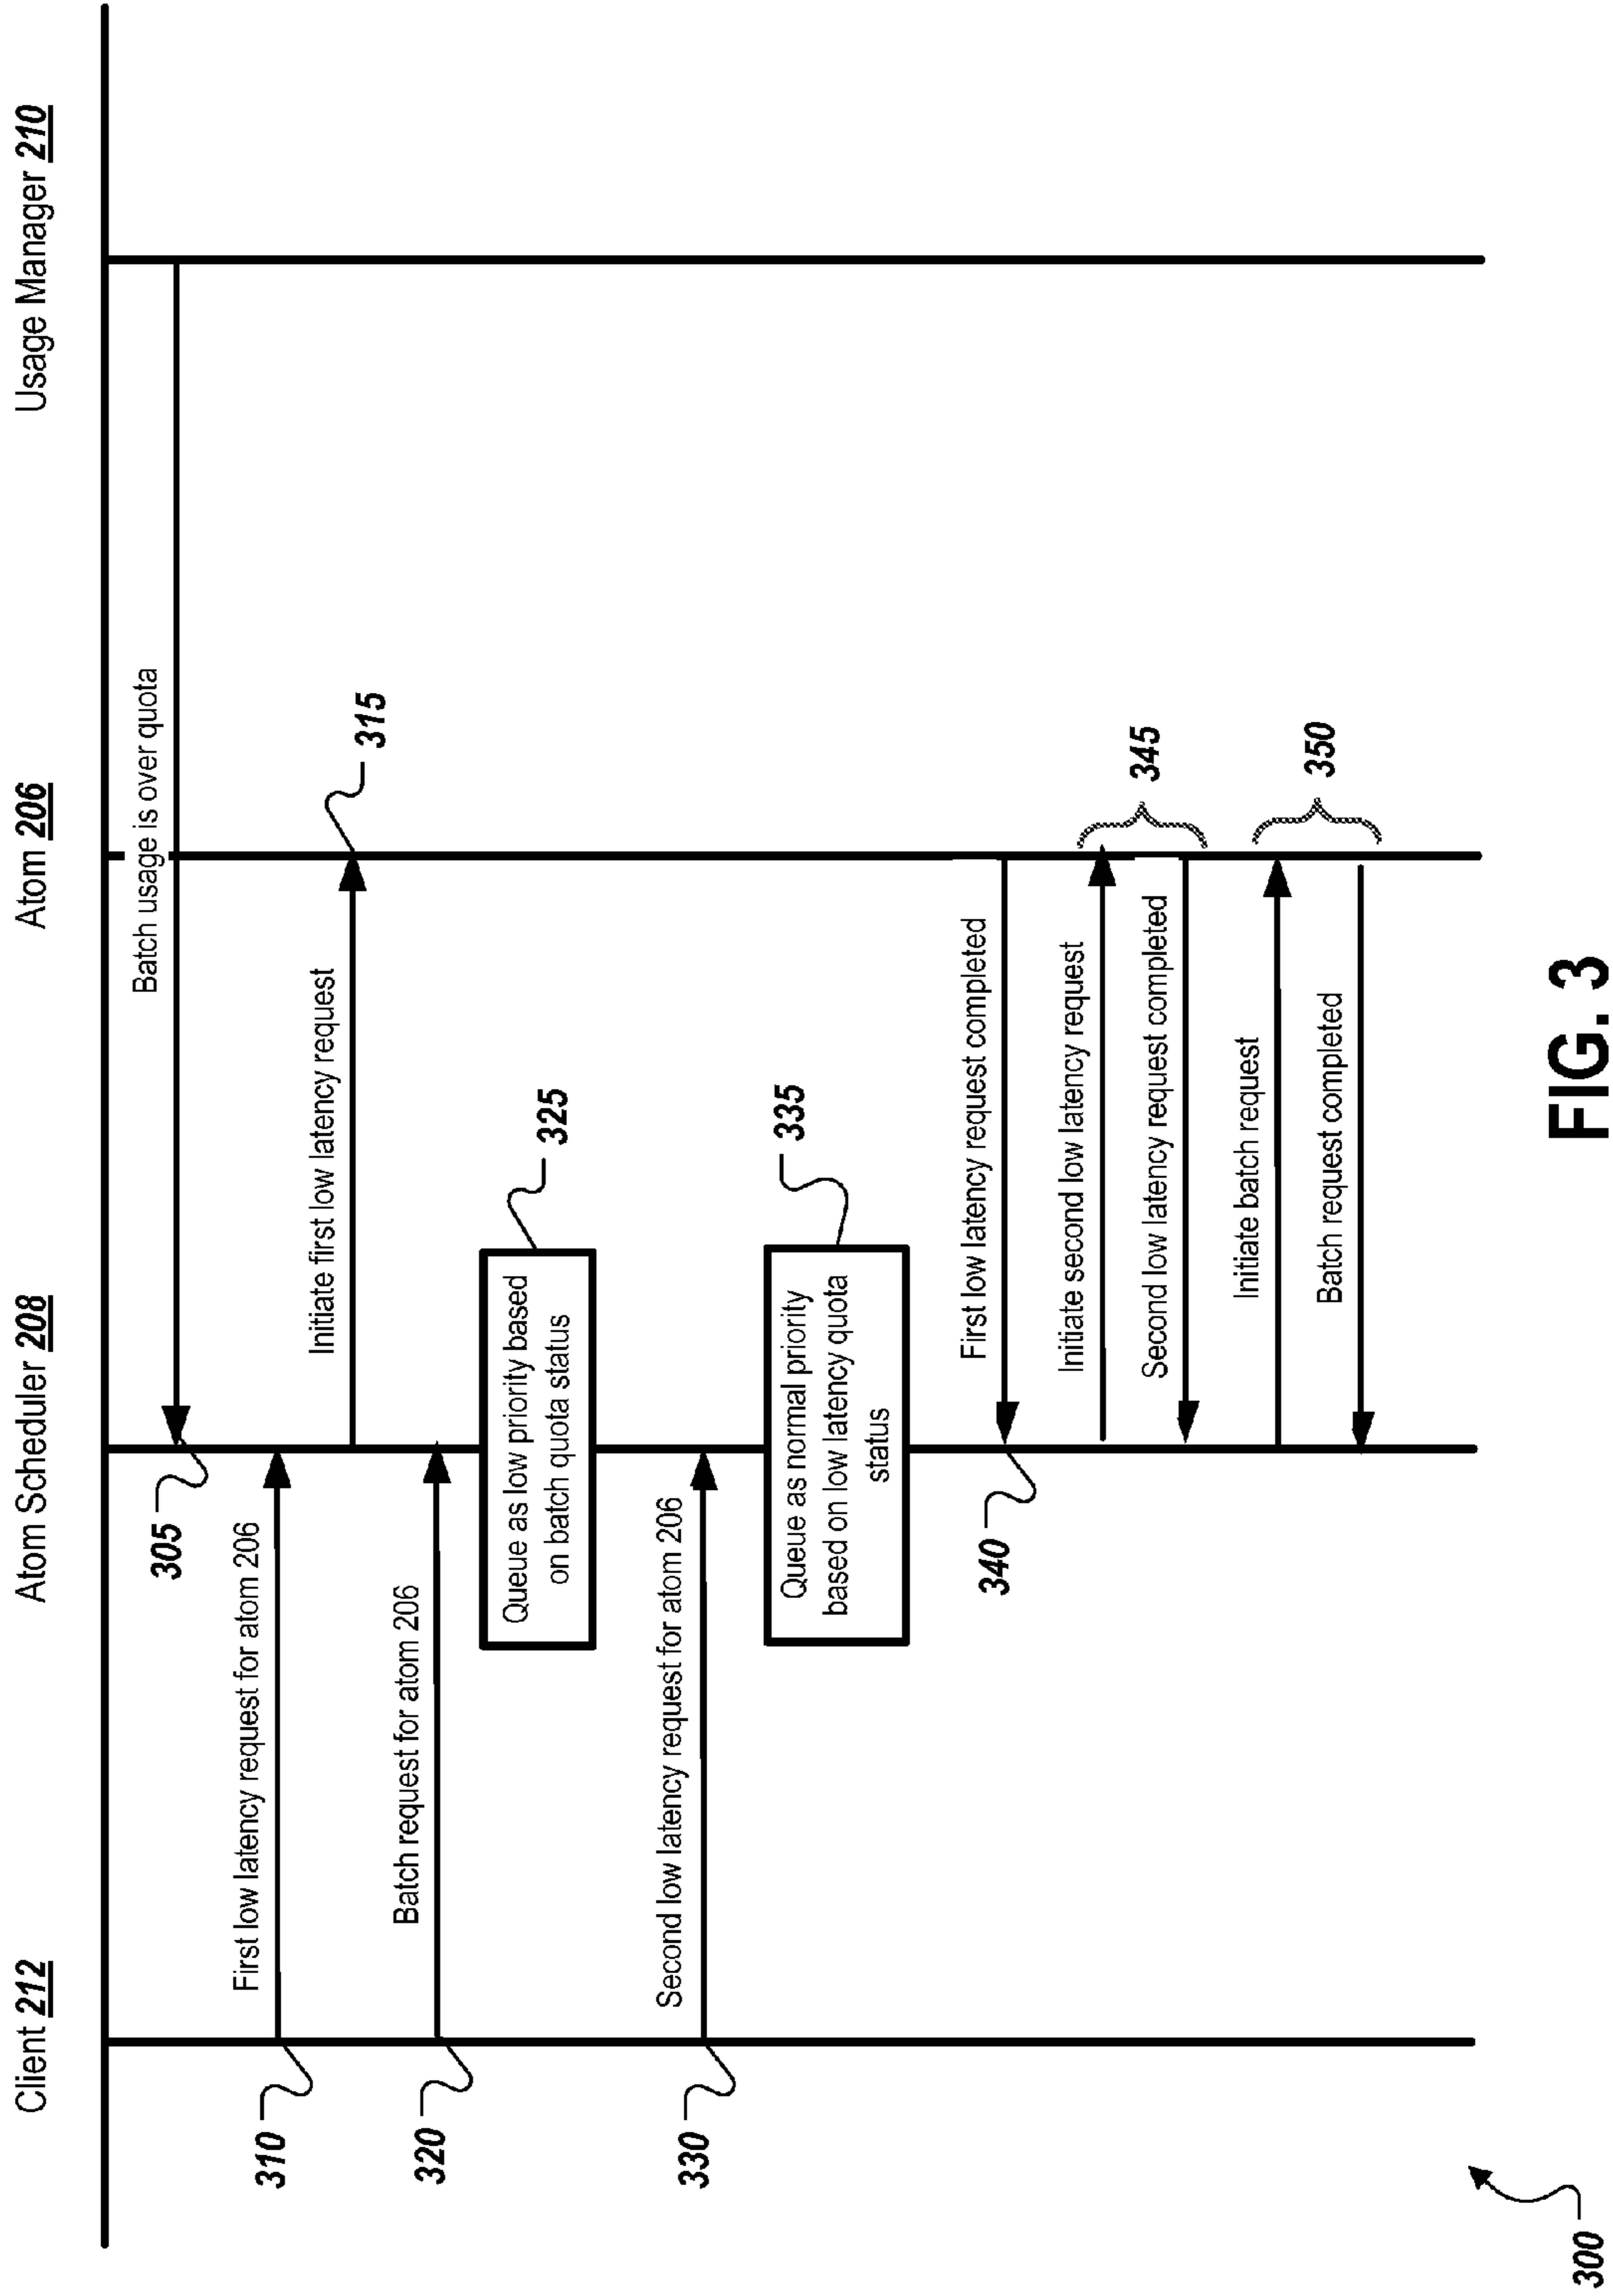 Client 212
Atom Scheduler 208
Atom 206
Usage Manager 210
Batch usage is over quota
305
First low latency request for atom 206
310
Initiate first low latency request
315
Batch request for atom 206
320
Queue as low priority based
on batch quota status
325
Second low latency request for atom 206
330
Queue as normal priority
based on low latency quota
status
335
First low latency request completed
340
Initiate second low latency request
Second low latency request completed
345
Initiate batch request
Batch request completed
350
300
FIG. 3